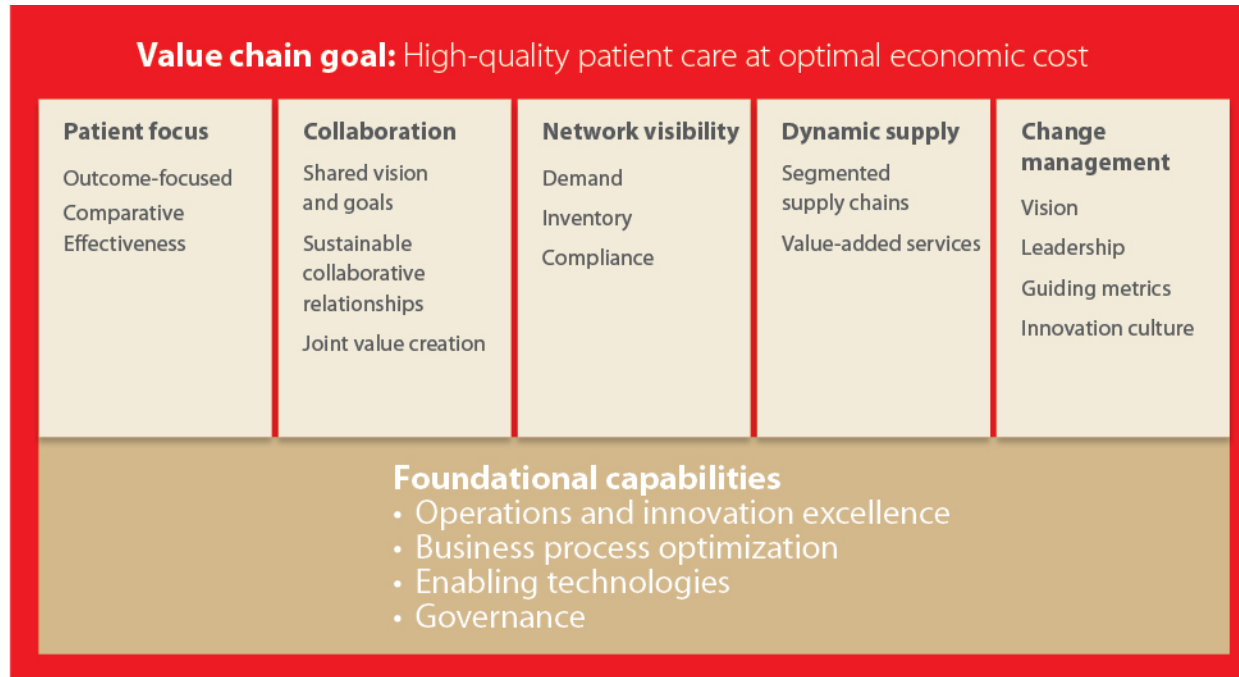 Value chain goal: High-quality patient care at optimal economic cost
Patient focus
Outcome-focused
Comparative
Effectiveness
Collaboration
Shared vision
and goals
Sustainable
collaborative
relationships
Joint value creation
Network visibility
Demand
Inventory
Compliance
Dynamic supply
Segmented
supply chains
Value-added services
Change
management
Vision
Leadership
Guiding metrics
Innovation culture
Foundational capabilities
• Operations and innovation excellence
• Business process optimization
• Enabling technologies
• Governance